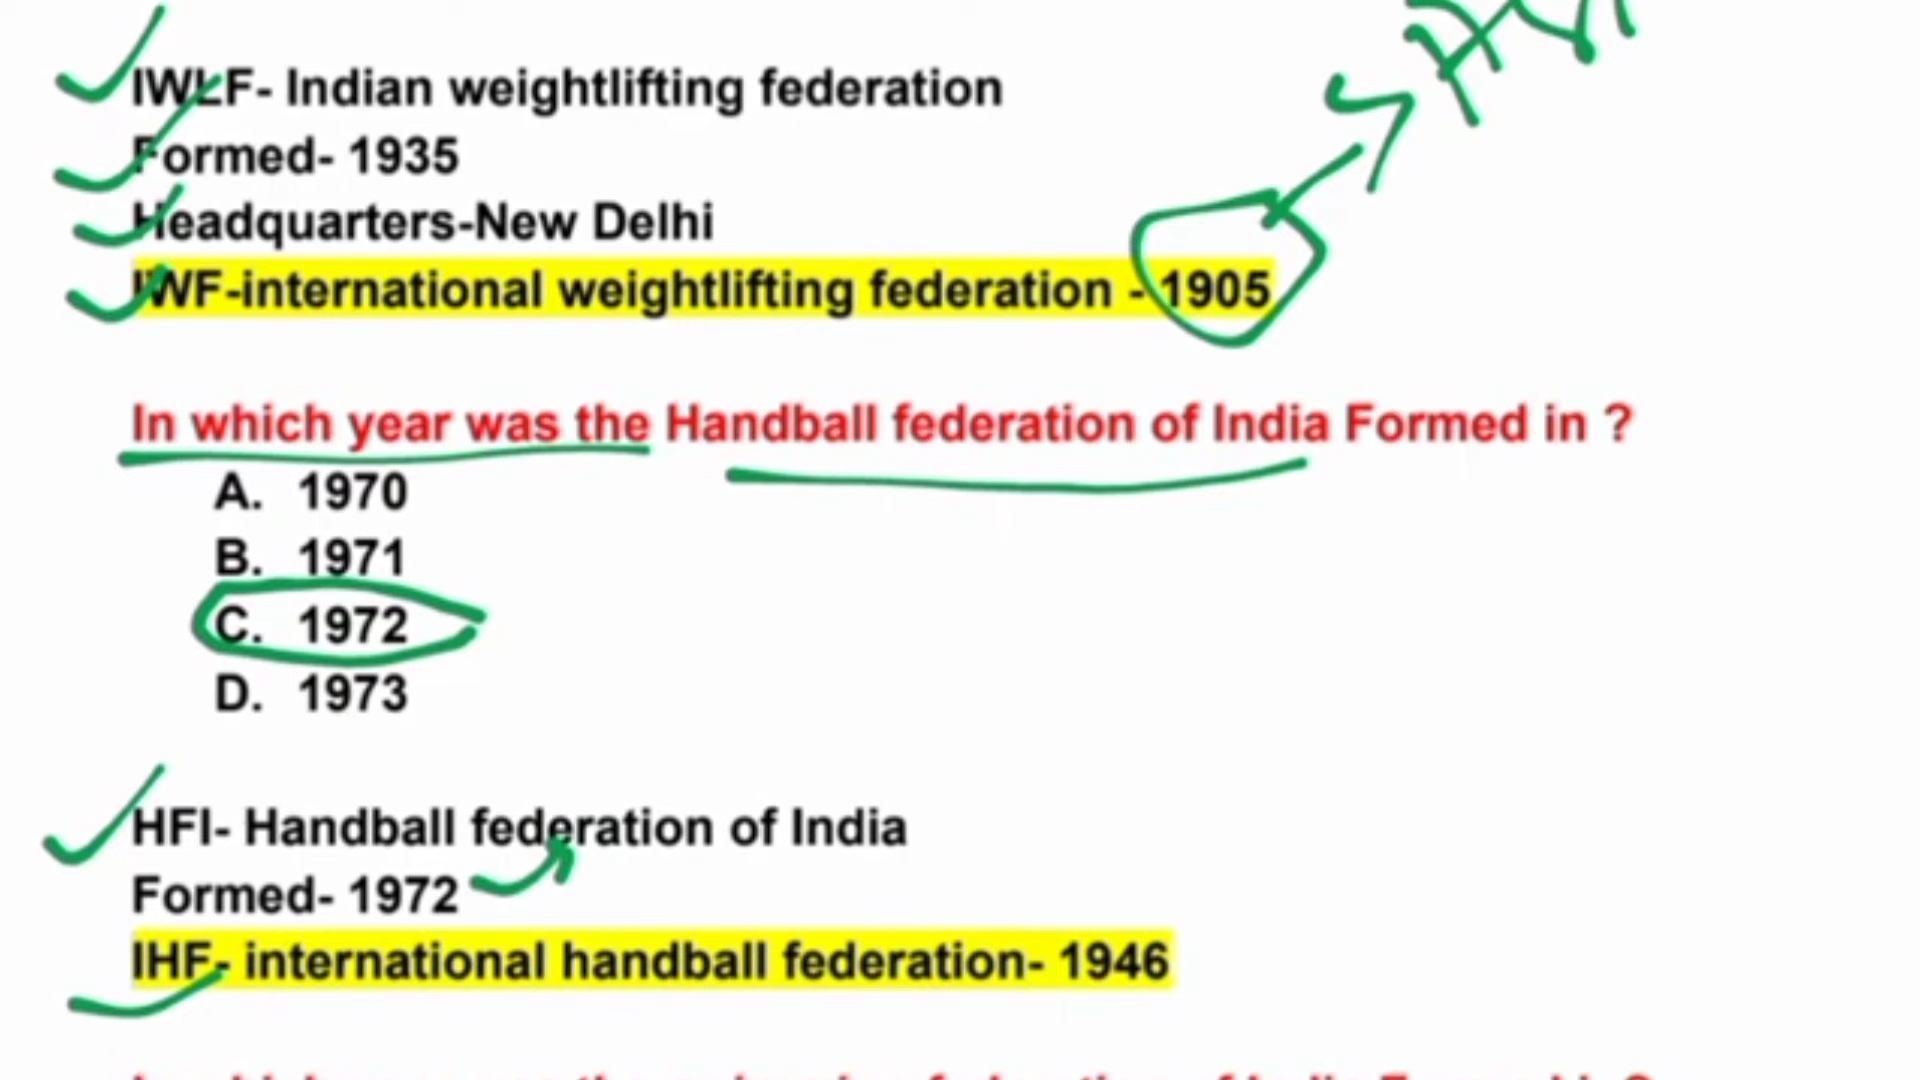 IWLF- Indian weightlifting federation
Formed- 1935
Headquarters-New Delhi
IWF-international weightlifting federation - 1905
In which year was the Handball federation of India Formed in ?
A. 1970
B. 1971
C. 1972
D. 1973
HFI- Handball federation of India
Formed- 1972
IHF- international handball federation- 1946